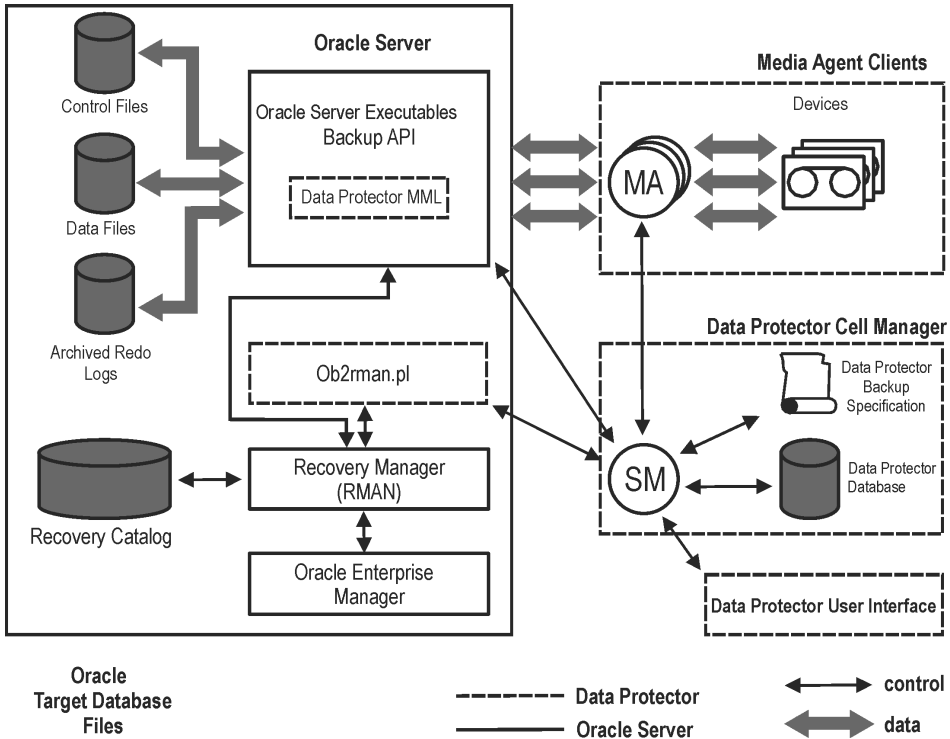 Oracle Server
Control Files
Data Files
Archived Redo
Logs
Oracle Server Executables
Backup API
Data Protector MML
Ob2rman.pl
Recovery Manager
(RMAN)
Recovery Catalog
Oracle Enterprise
Manager
Media Agent Clients
Devices
MA
Data Protector Cell Manager
Data Protector
Backup
Specification
SM
Data Protector
Database
Data Protector User Interface
Oracle
Target Database
Files
Data Protector
Oracle Server
control
data